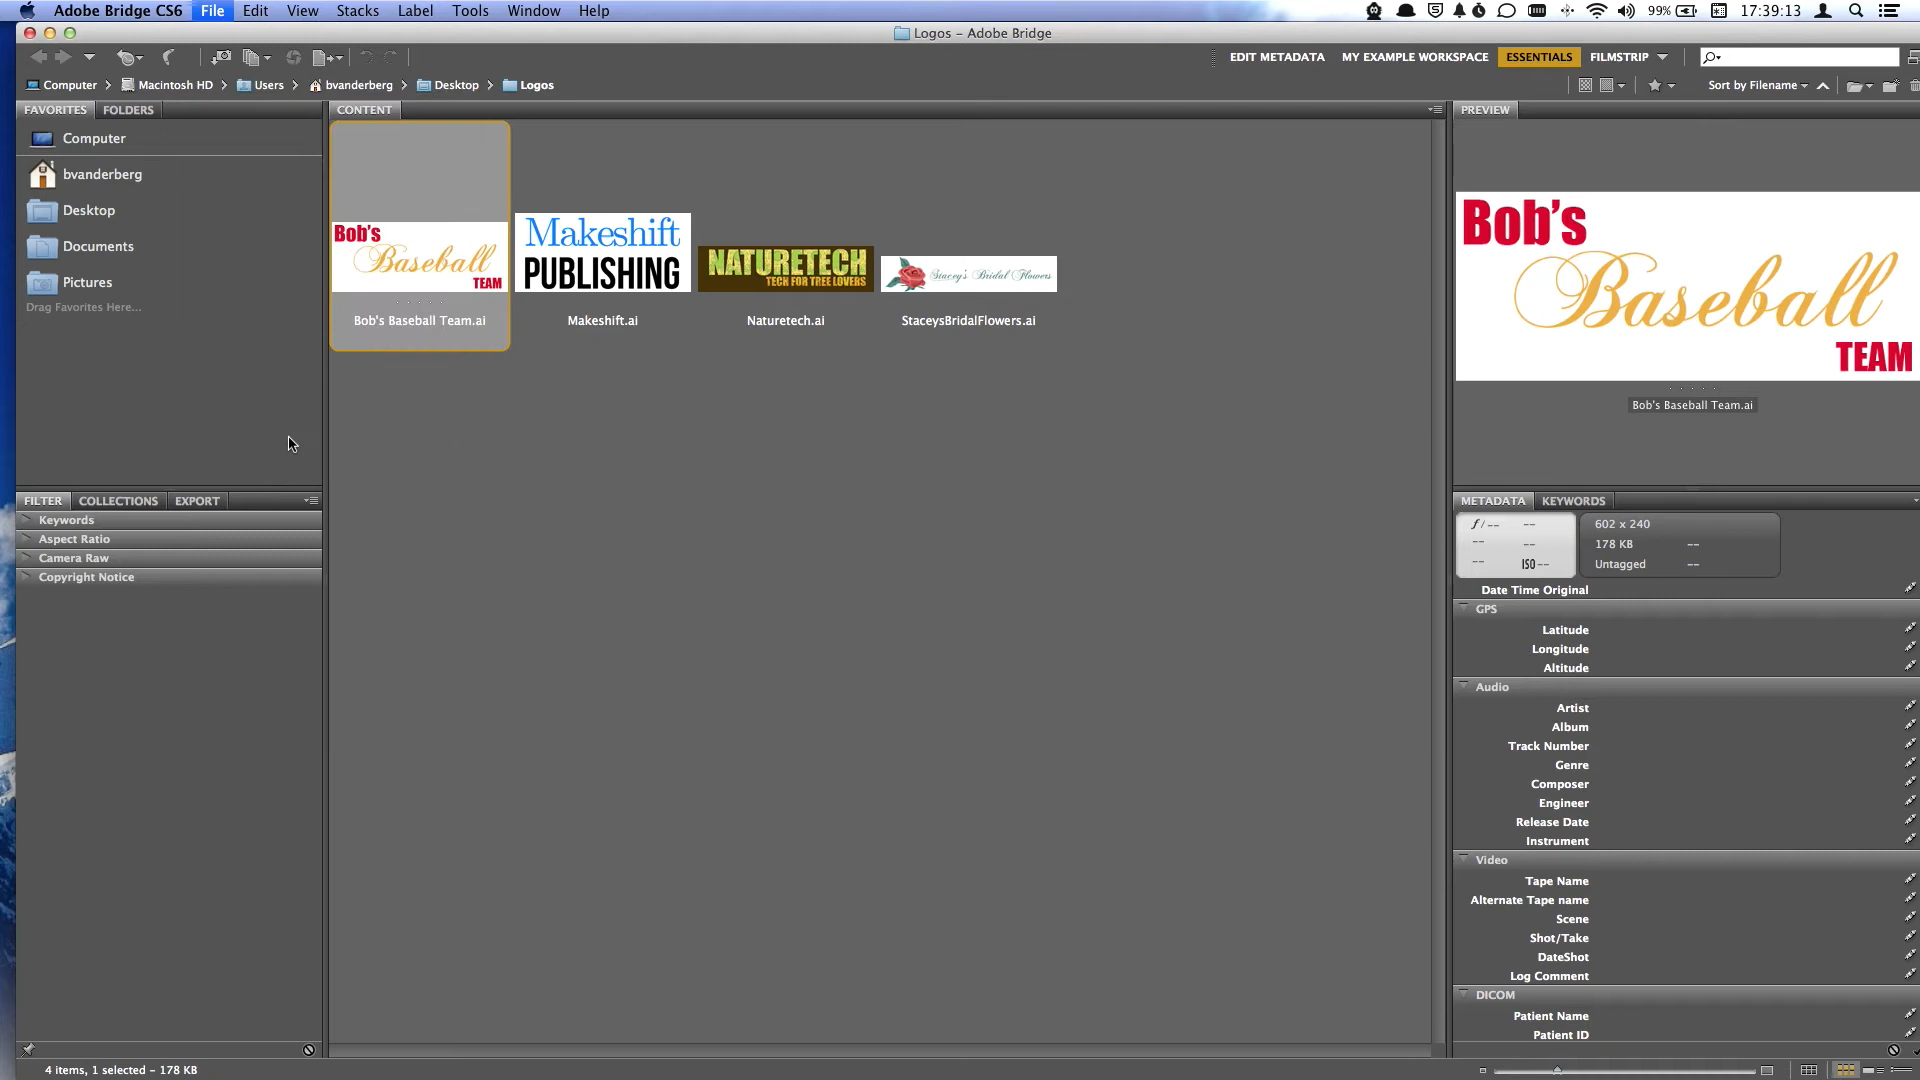 Adobe Bridge CS6 File Edit View Stacks Label Tools Window Help 99% 17:39:13
Logos – Adobe Bridge
EDIT METADATA MY EXAMPLE WORKSPACE ESSENTIALS FILMSTRIP
Computer Macintosh HD Users bvanderberg Desktop Logos
Sort by Filename
FAVORITES FOLDERS
Computer
bvanderberg
Desktop
Documents
Pictures
Drag Favorites Here...
CONTENT
Bob's
Baseball
TEAM
Bob's Baseball Team.ai
Makeshift
PUBLISHING
Makeshift.ai
NATURETECH
TECH FOR TREE LOVERS
Naturetech.ai
Stacey's Bridal Flowers
StaceysBridalFlowers.ai
PREVIEW
Bob's
Baseball
TEAM
Bob's Baseball Team.ai
FILTER COLLECTIONS EXPORT
Keywords
Aspect Ratio
Camera Raw
Copyright Notice
METADATA KEYWORDS
f/-- --
-- --
-- ISO --
602 x 240
178 KB --
Untagged --
Date Time Original
GPS
Latitude
Longitude
Altitude
Audio
Artist
Album
Track Number
Genre
Composer
Engineer
Release Date
Instrument
Video
Tape Name
Alternate Tape name
Scene
Shot/Take
DateShot
Log Comment
DICOM
Patient Name
Patient ID
4 items, 1 selected – 178 KB